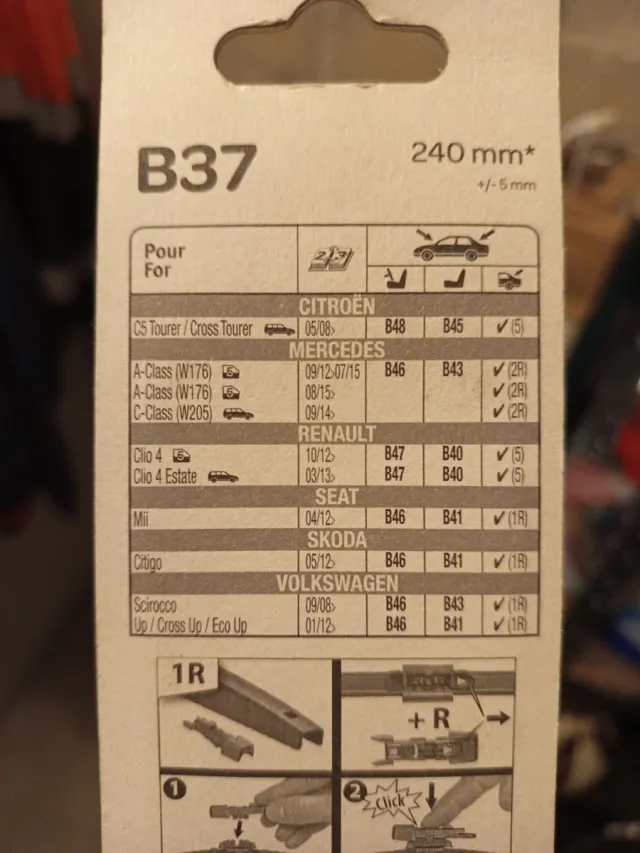 B37
240 mm*
+/- 5 mm
Pour
For
CITROËN
C5 Tourer / Cross Tourer 05/08> B48 B45 ✓(5)
MERCEDES
A-Class (W176) 5 09/12>07/15 B46 B43 ✓(2R)
A-Class (W176) 5 08/15> ✓(2R)
C-Class (W205) 09/14> ✓(2R)
RENAULT
Clio 4 5 10/12> B47 B40 ✓(5)
Clio 4 Estate 03/13> B47 B40 ✓(5)
SEAT
Mii 04/12> B46 B41 ✓(1R)
SKODA
Citigo 05/12> B46 B41 ✓(1R)
VOLKSWAGEN
Scirocco 09/08> B46 B43 ✓(1R)
Up / Cross Up / Eco Up 01/12> B46 B41 ✓(1R)
1R
+ R
1
2
Click